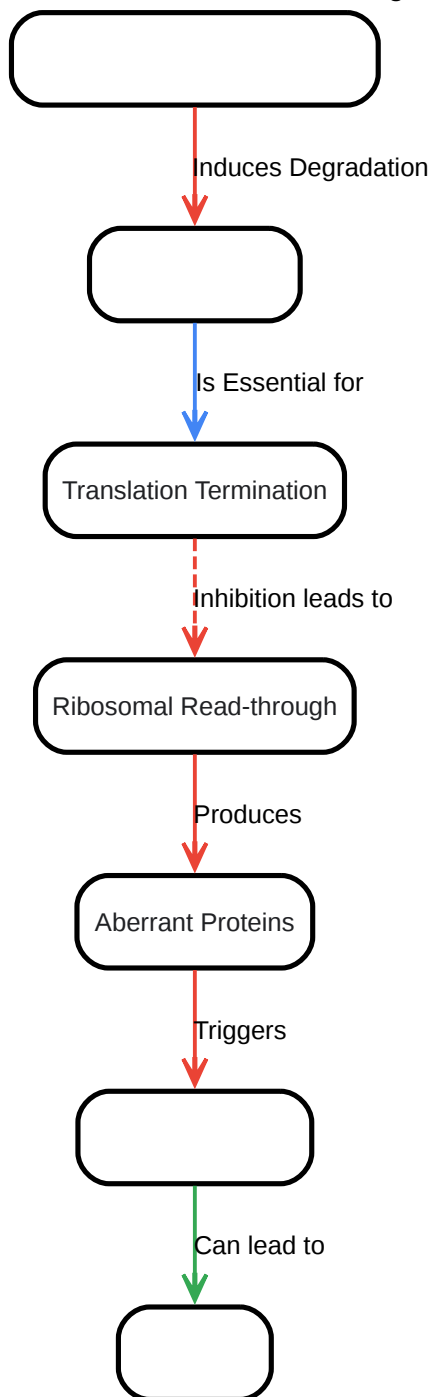 Induces Degradation
Is Essential for
Translation Termination
Inhibition leads to
Ribosomal Read-through
Produces
Aberrant Proteins
Triggers
Can lead to